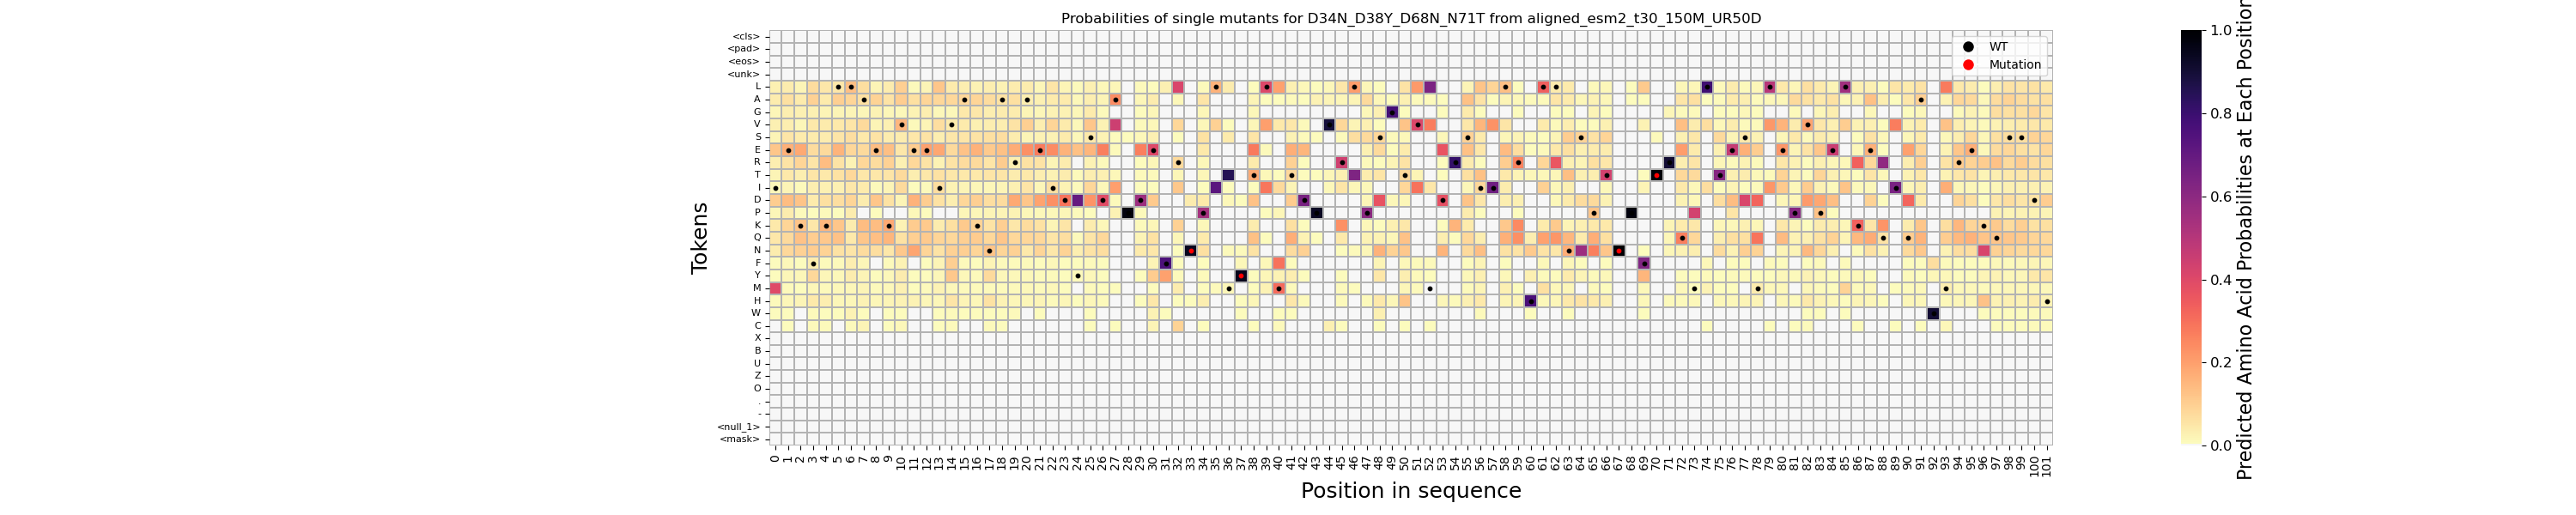 Probabilities of single mutants for D34N_D38Y_D68N_N71T from aligned_esm2_t30_150M_UR50D
<cls>
<pad>
<eos>
<unk>
L
A
G
V
S
E
R
T
I
D
P
K
Q
N
F
Y
M
H
W
C
X
B
U
Z
O
.
-
<null_1>
<mask>
Tokens
0 1 2 3 4 5 6 7 8 9 10 11 12 13 14 15 16 17 18 19 20 21 22 23 24 25 26 27 28 29 30 31 32 33 34 35 36 37 38 39 40 41 42 43 44 45 46 47 48 49 50 51 52 53 54 55 56 57 58 59 60 61 62 63 64 65 66 67 68 69 70 71 72 73 74 75 76 77 78 79 80 81 82 83 84 85 86 87 88 89 90 91 92 93 94 95 96 97 98 99 100 101
Position in sequence
WT
Mutation
1.0
0.8
0.6
0.4
0.2
0.0
Predicted Amino Acid Probabilities at Each Position